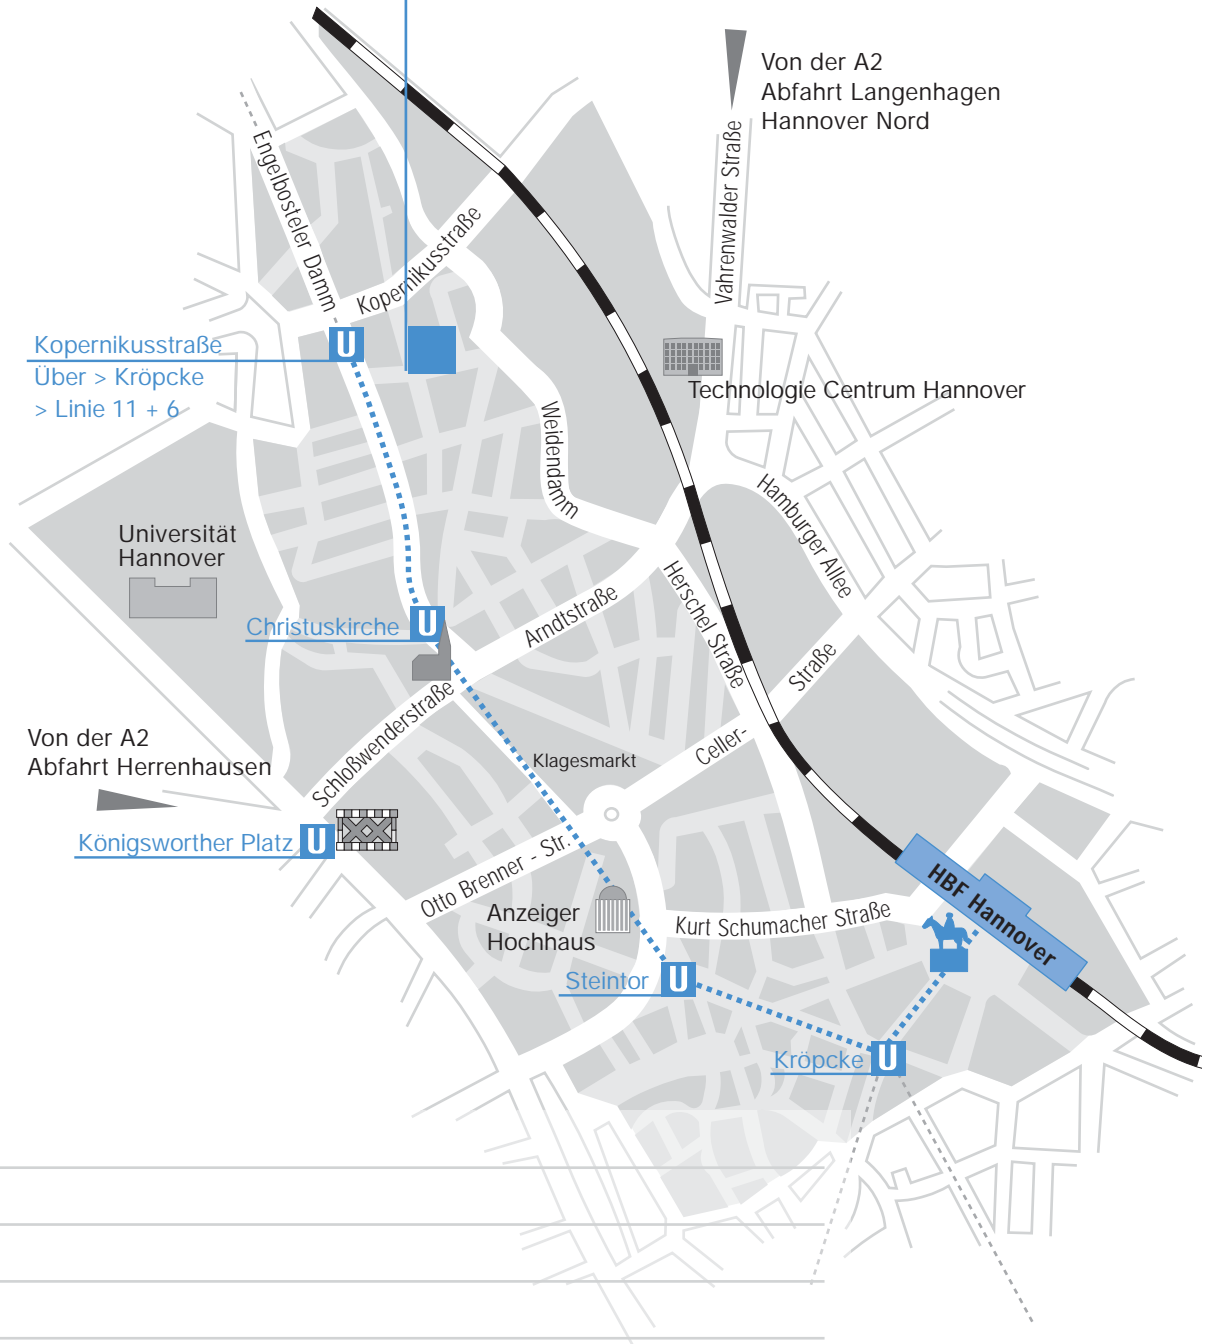 Von der A2
Abfahrt Langenhagen
Hannover Nord
Vahrenwalder Straße
Engelbosteler Damm
Kopernikusstraße
U
Kopernikusstraße
Über > Kröpcke
> Linie 11 + 6
Technologie Centrum Hannover
Weidendamm
Hamburger Allee
Universität
Hannover
U
Christuskirche
Arndtstraße
Herschel Straße
Straße
Celler-
Schloßwenderstraße
Von der A2
Abfahrt Herrenhausen
Klagesmarkt
U
Königsworther Platz
Otto Brenner - Str.
Anzeiger
Hochhaus
Kurt Schumacher Straße
HBF Hannover
Steintor
U
Kröpcke
U